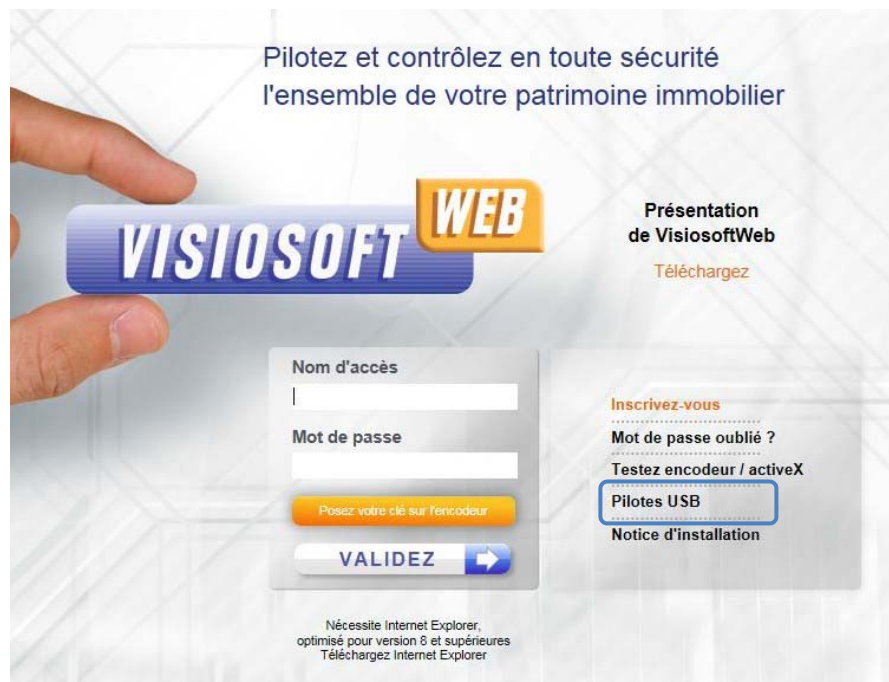 Pilotez et contrôlez en toute sécurité
l'ensemble de votre patrimoine immobilier
VISIOSOFT WEB
Présentation
de VisiosoftWeb
Téléchargez
Nom d'accès
Mot de passe
Posez votre clé sur l'encodeur
VALIDEZ
Inscrivez-vous
Mot de passe oublié ?
Testez encodeur / activeX
Pilotes USB
Notice d'installation
Nécessite Internet Explorer,
optimisé pour version 8 et supérieures
Téléchargez Internet Explorer